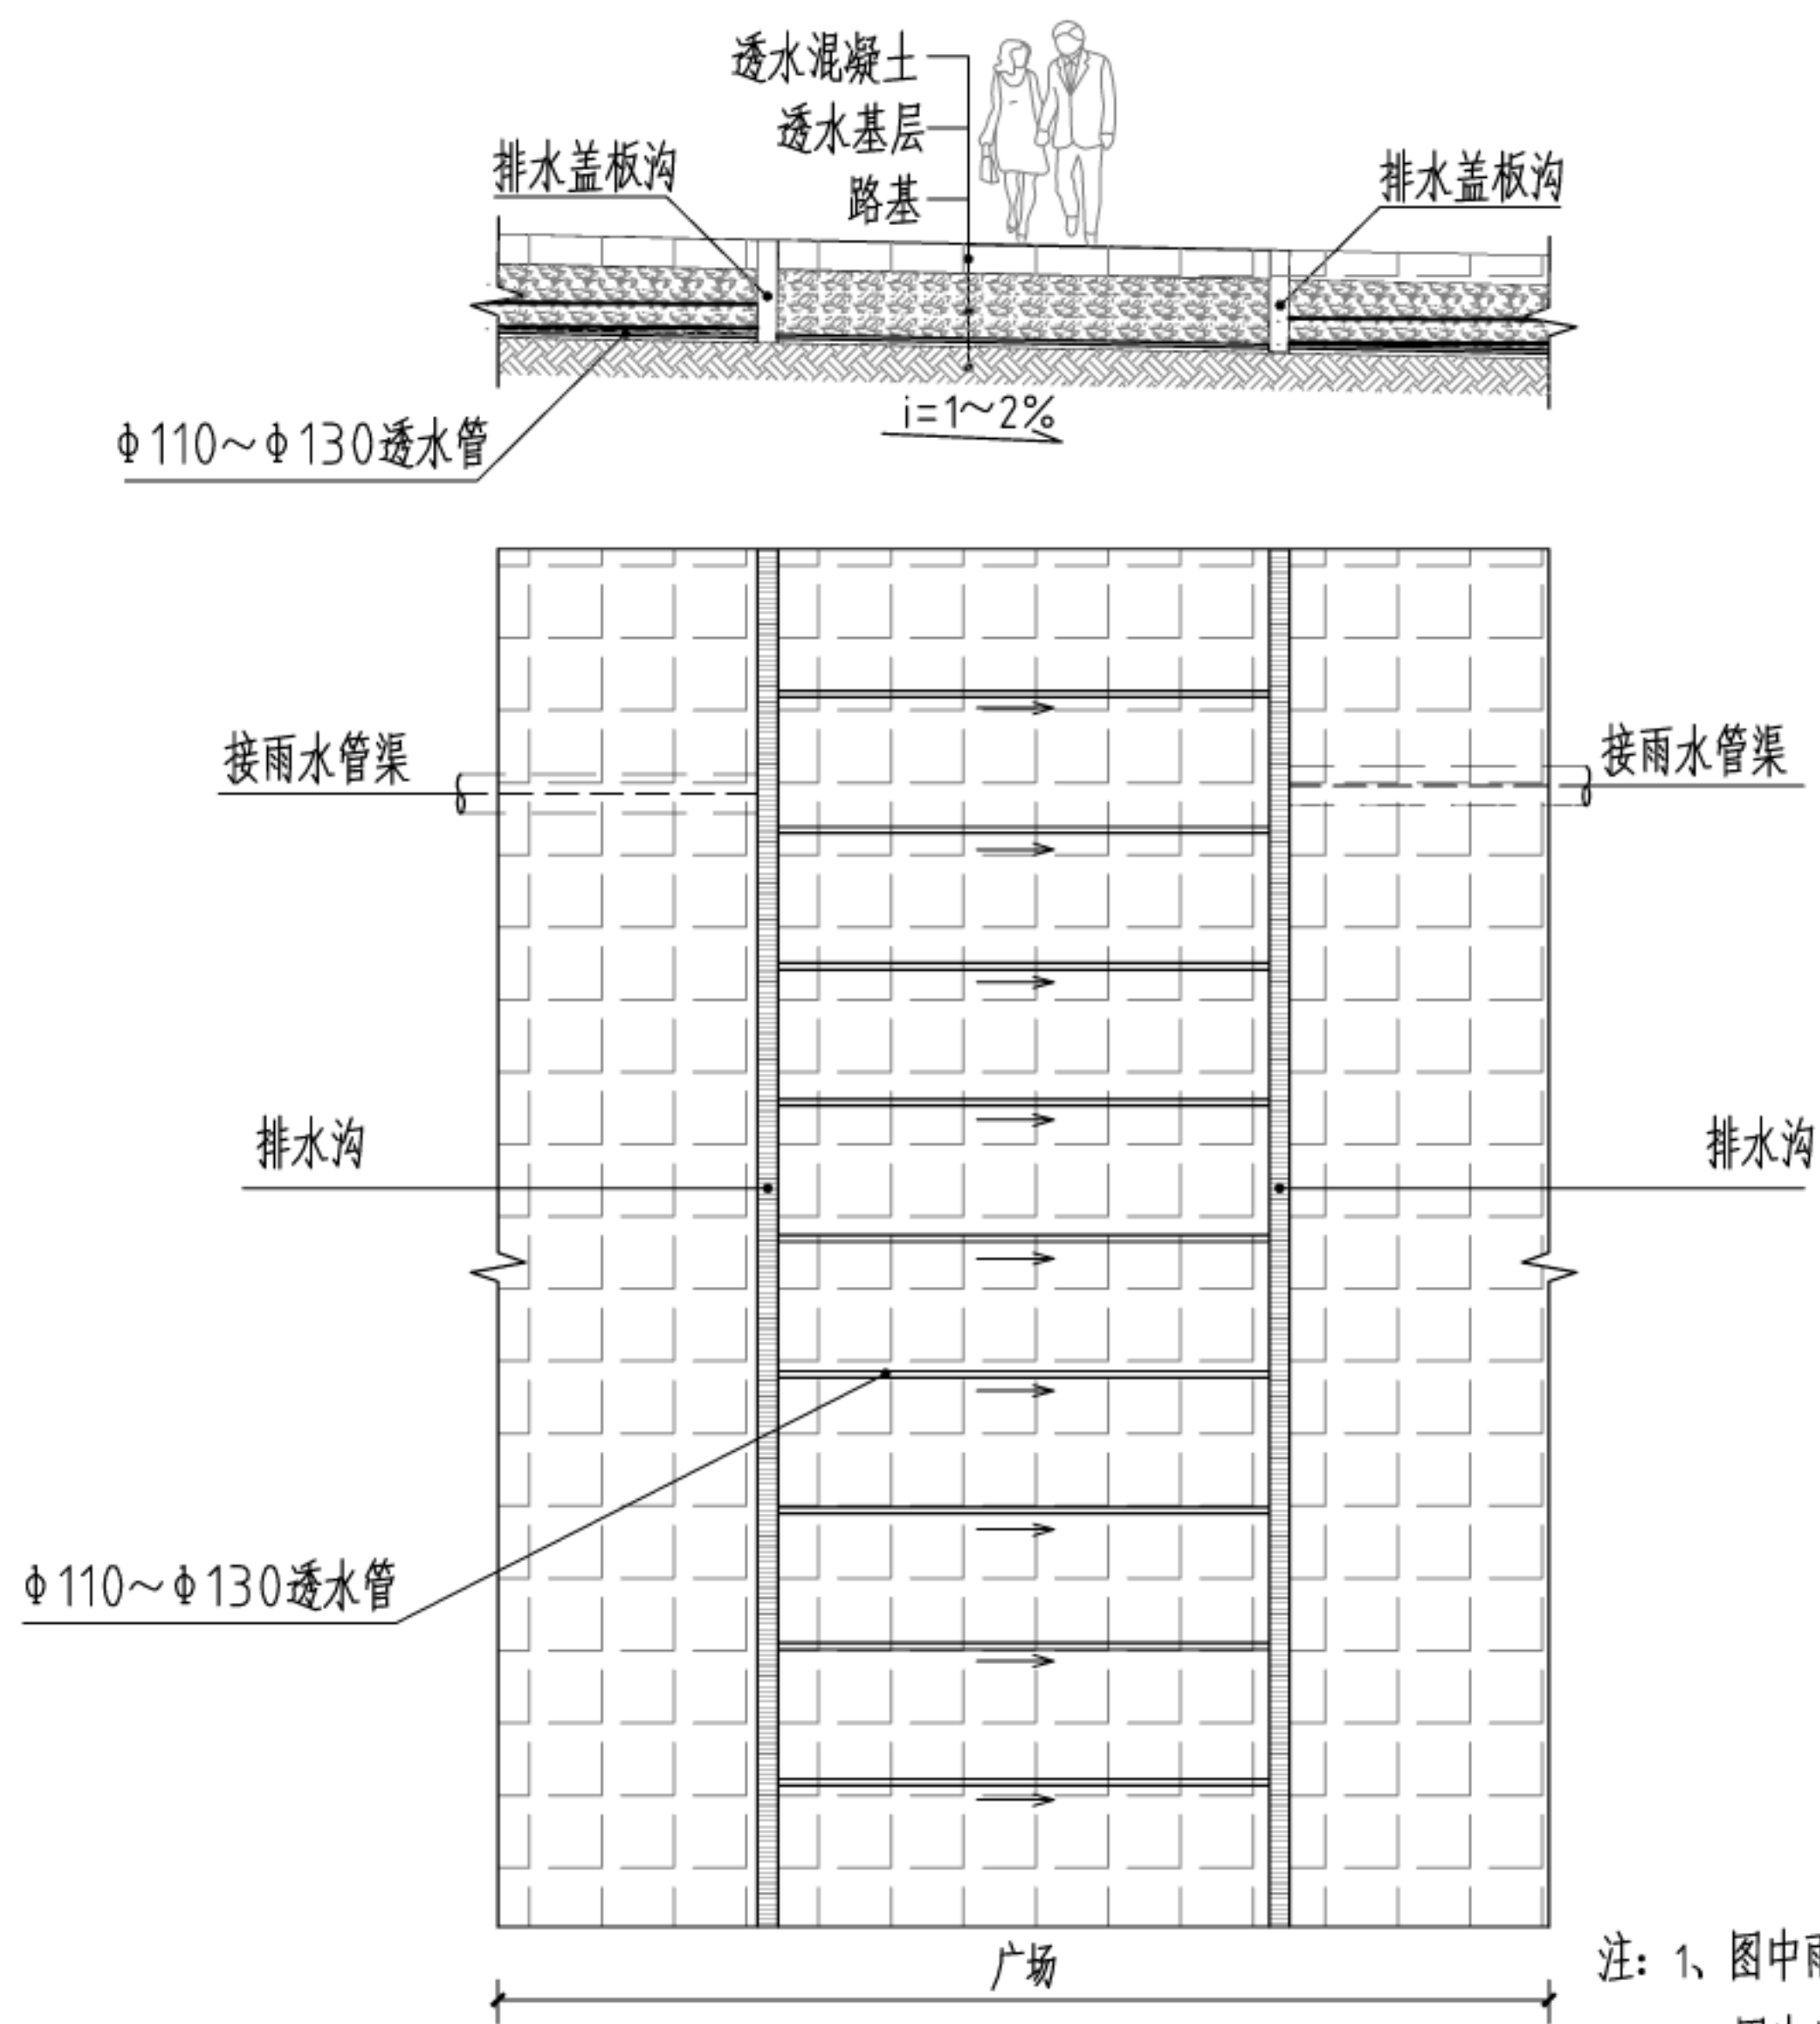 透水混凝土
透水基层
路基
排水盖板沟
排水盖板沟
i=1~2%
Φ110~Φ130透水管
接雨水管渠
接雨水管渠
排水沟
排水沟
Φ110~Φ130透水管
广场
注: 1、图中雨